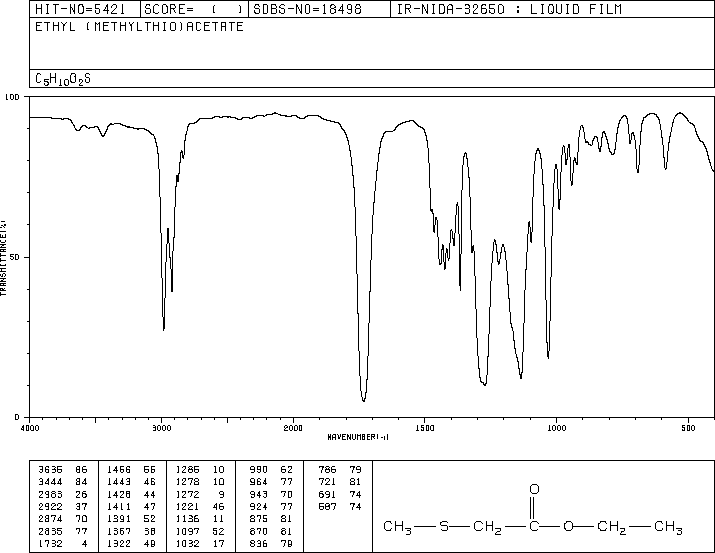 HIT-NO=5421 SCORE= ( ) SDBS-NO=18498 IR-NIDA-32650 : LIQUID FILM
ETHYL (METHYLTHIO)ACETATE
C5H10O2S
100
50
0
TRANSMITTANCE(%)
4000 3000 2000 1500 1000 500
WAVENUMBER(-1)
3635 86 1466 56 1285 10 990 62 786 79
3444 84 1443 46 1278 10 964 77 721 81
2983 26 1428 44 1272 9 943 70 691 74
2922 37 1411 47 1221 46 924 77 587 74
2874 70 1391 52 1136 11 875 81
2835 77 1367 38 1097 52 870 81
1732 4 1322 49 1032 17 836 79
O
CH3 S CH2 C O CH2 CH3